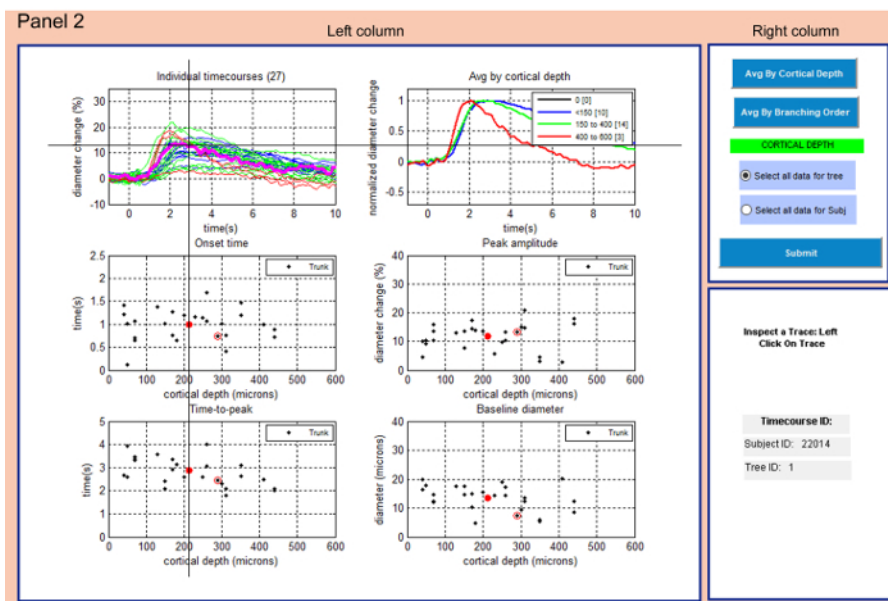 Panel 2
Left column
Right column
Individual timecourses (27)
diameter change (%)
30
20
10
0
-10
0 2 4 6 8 10
time(s)
Avg by cortical depth
normalized diameter change
1
0.5
0
-0.5
0 2 4 6 8 10
time(s)
0 [0]
<150 [10]
150 to 400 [14]
400 to 600 [3]
Onset time
time(s)
2.5
2
1.5
1
0.5
0
0 100 200 300 400 500 600
cortical depth (microns)
Trunk
Peak amplitude
diameter change (%)
40
30
20
10
0
0 100 200 300 400 500 600
cortical depth (microns)
Trunk
Time-to-peak
time(s)
5
4
3
2
1
0
0 100 200 300 400 500 600
cortical depth (microns)
Trunk
Baseline diameter
diameter (microns)
40
30
20
10
0
0 100 200 300 400 500 600
cortical depth (microns)
Trunk
Avg By Cortical Depth
Avg By Branching Order
CORTICAL DEPTH
Select all data for tree
Select all data for Subj
Submit
Inspect a Trace: Left
Click On Trace
Timecourse ID:
Subject ID: 22014
Tree ID: 1